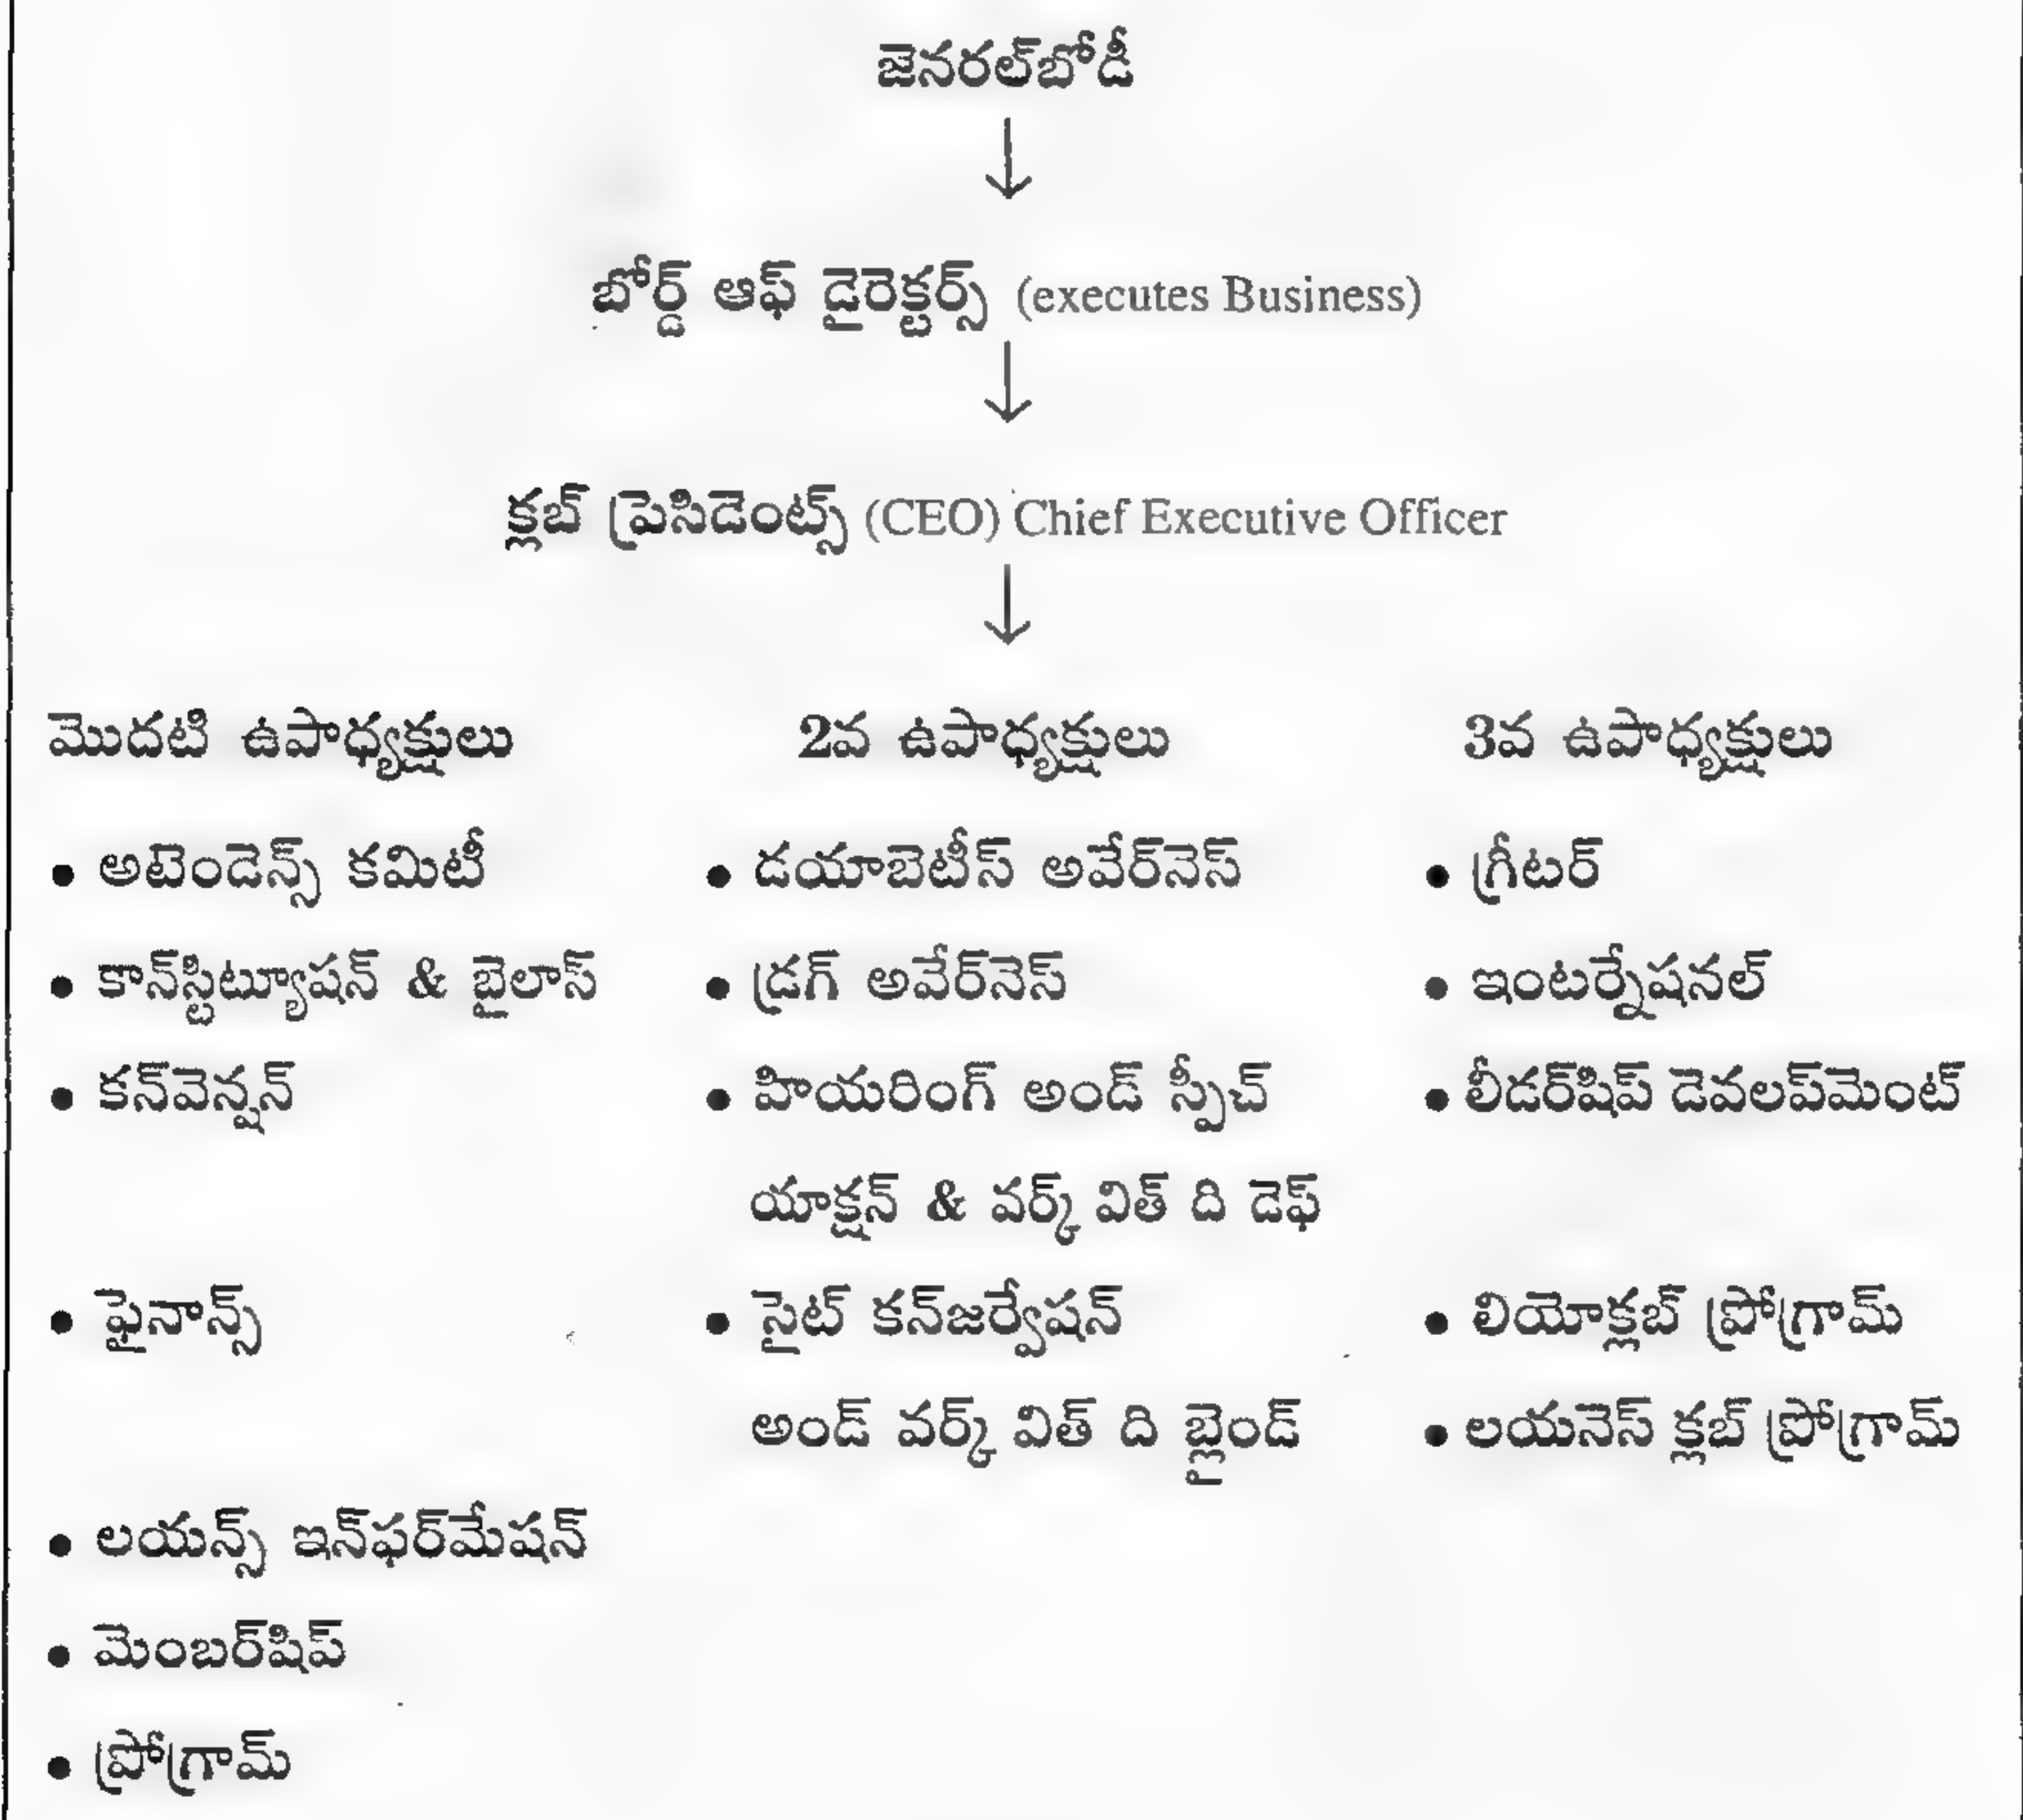 జెనరల్‌బోడీ
బోర్డ్ ఆఫ్ డైరెక్టర్స్ (executes Business)
క్లబ్ ప్రెసిడెంట్స్ (CEO) Chief Executive Officer
మొదటి ఉపాధ్యక్షులు 2వ ఉపాధ్యక్షులు 3వ ఉపాధ్యక్షులు
• అటెండెన్స్ కమిటీ • డయాబెటీస్ అవేర్‌నెస్ • గ్రీటర్
• కాన్‌స్టిట్యూషన్ & బైలాస్ • డ్రగ్ అవేర్‌నెస్ • ఇంటర్నేషనల్
• కన్‌వెన్షన్ • హియరింగ్ అండ్ స్పీచ్ • లీడర్‌షిప్ డెవలప్‌మెంట్
యాక్షన్ & వర్క్ విత్ ది డెఫ్
• ఫైనాన్స్ • సైట్ కన్‌జర్వేషన్ • లియోక్లబ్ ప్రోగ్రామ్
అండ్ వర్క్ విత్ ది బ్లైండ్ • లయనెస్ క్లబ్ ప్రోగ్రామ్
• లయన్స్ ఇన్‌ఫర్‌మేషన్
• మెంబర్‌షిప్
• ప్రోగ్రామ్